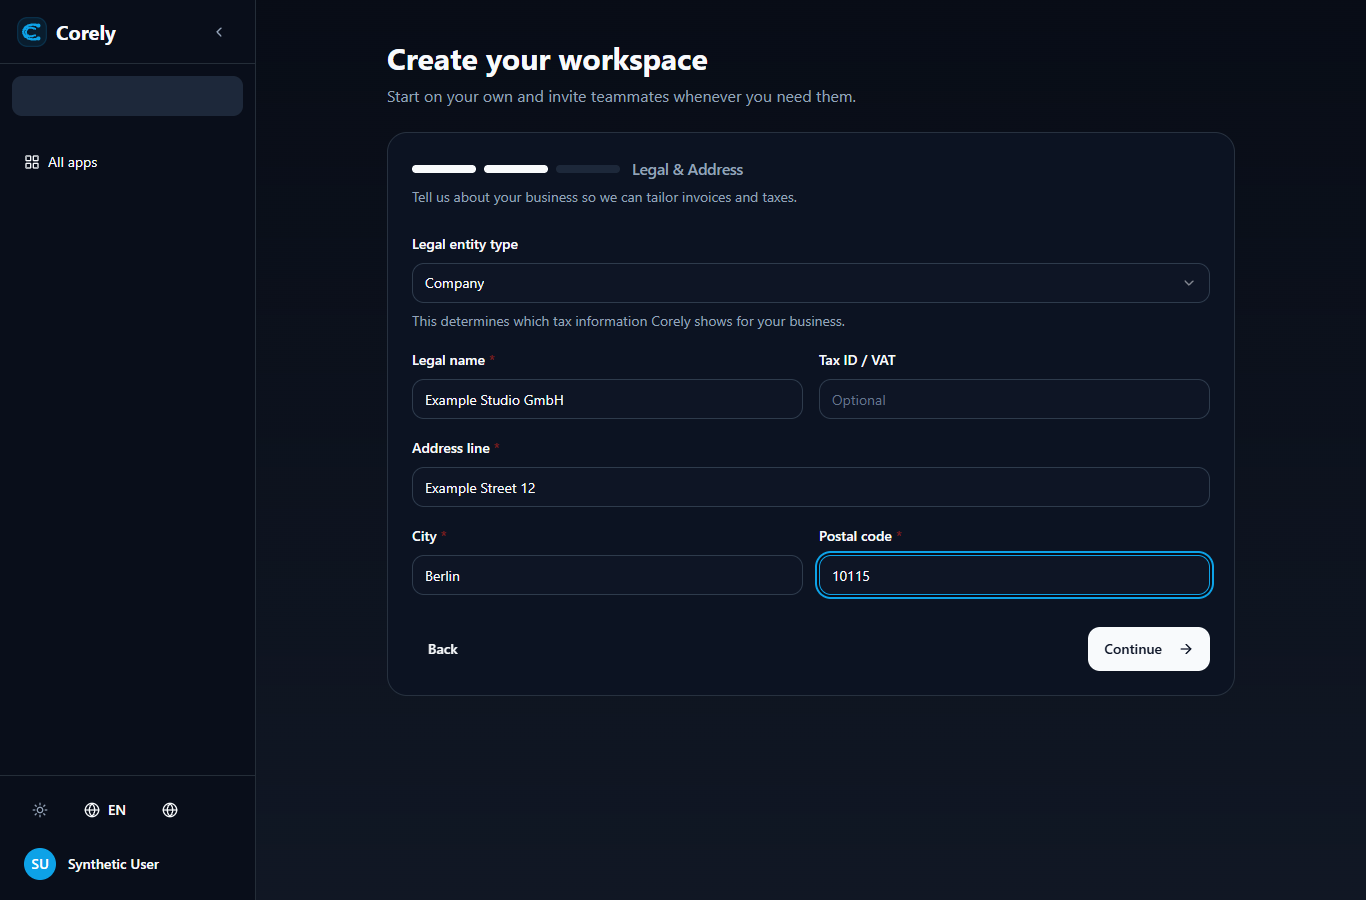 Corely
All apps
EN
SU
Synthetic User
Create your workspace
Start on your own and invite teammates whenever you need them.
Legal & Address
Tell us about your business so we can tailor invoices and taxes.
Legal entity type
Company
This determines which tax information Corely shows for your business.
Legal name *
Tax ID / VAT
Example Studio GmbH
Optional
Address line *
Example Street 12
City *
Postal code *
Berlin
10115
Back
Continue